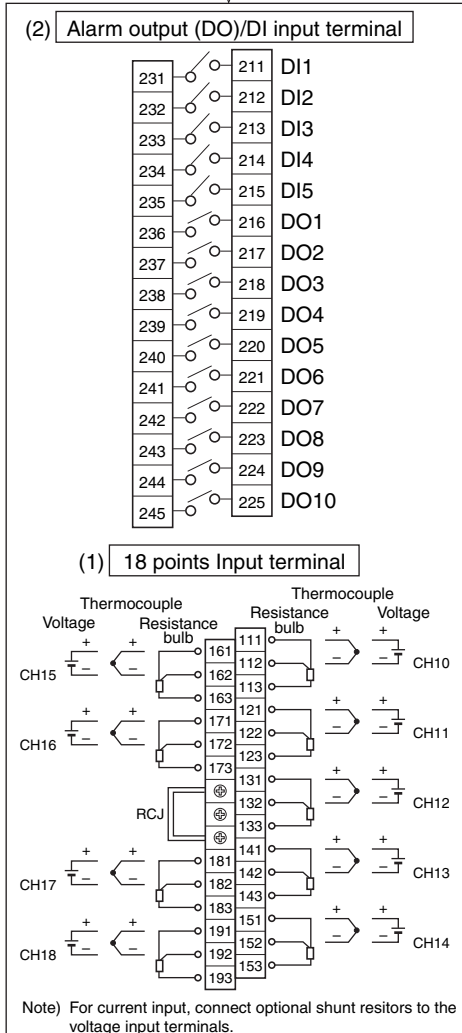 (2) Alarm output (DO)/DI input terminal
231 211 DI1
232 212 DI2
233 213 DI3
234 214 DI4
235 215 DI5
236 216 DO1
237 217 DO2
238 218 DO3
239 219 DO4
240 220 DO5
241 221 DO6
242 222 DO7
243 223 DO8
244 224 DO9
245 225 DO10
(1) 18 points Input terminal
Thermocouple Thermocouple
Voltage Resistance bulb Resistance bulb Voltage
CH15 + − + − 161 162 163
111 112 113 + − + − CH10
CH16 + − + − 171 172 173
121 122 123 + − + − CH11
RCJ
131 132 133 + − + − CH12
CH17 + − + − 181 182 183
141 142 143 + − + − CH13
CH18 + − + − 191 192 193
151 152 153 + − + − CH14
Note) For current input, connect optional shunt resitors to the
voltage input terminals.